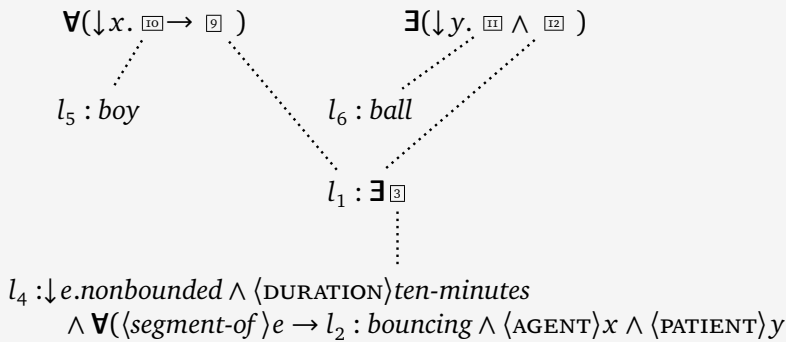 ∀(↓x. 10 → 9 ) ∃(↓y. 11 ∧ 12 )
l₅ : boy l₆ : ball
l₁ : ∃ 3
l₄ :↓e.nonbounded ∧ ⟨DURATION⟩ten-minutes
∧ ∀(⟨segment-of⟩e → l₂ : bouncing ∧ ⟨AGENT⟩x ∧ ⟨PATIENT⟩y